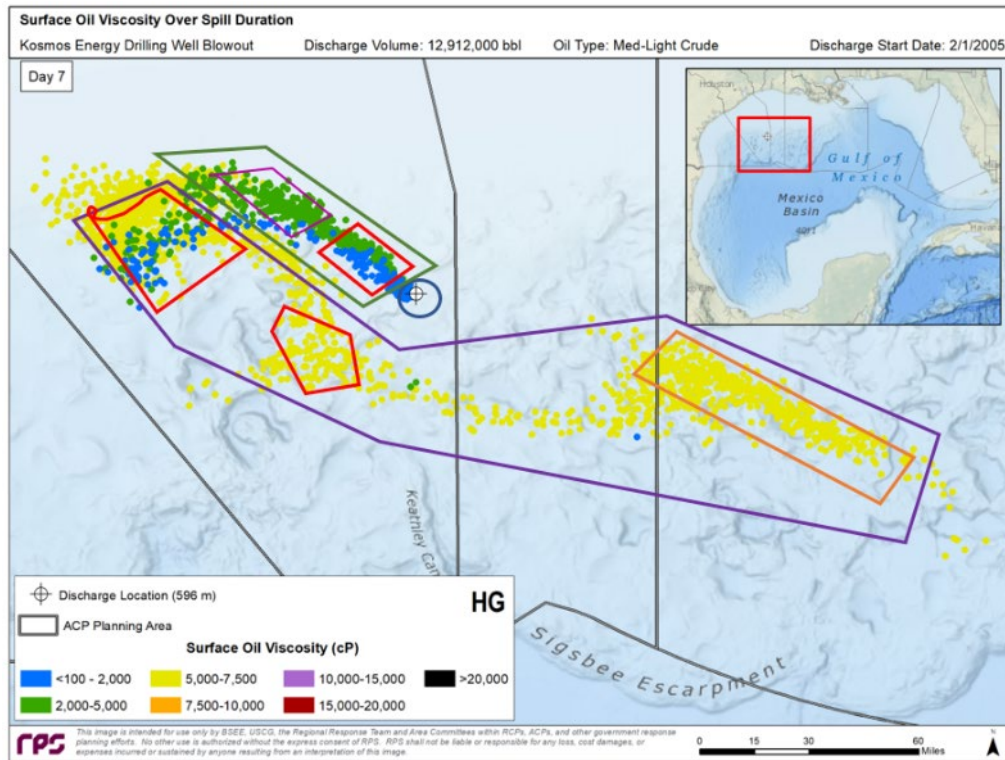 Surface Oil Viscosity Over Spill Duration
Kosmos Energy Drilling Well Blowout Discharge Volume: 12,912,000 bbl Oil Type: Med-Light Crude Discharge Start Date: 2/1/2005
Day 7
Houston
Gulf of
Mexico
Mexico
Basin
Havana
Keathley Can
Sigsbee Escarpment
Discharge Location (596 m)
HG
ACP Planning Area
Surface Oil Viscosity (cP)
<100 - 2,000 5,000-7,500 10,000-15,000 >20,000
2,000-5,000 7,500-10,000 15,000-20,000
rps
This image is intended for use only by BSEE, USCG, the Regional Response Team and Area Committees within RCPs, ACPs, and other government response
planning efforts. No other use is authorized without the express consent of RPS. RPS shall not be liable or responsible for any loss, cost damages, or
expenses incurred or sustained by anyone resulting from an interpretation of this image.
0 15 30 60
Miles
N